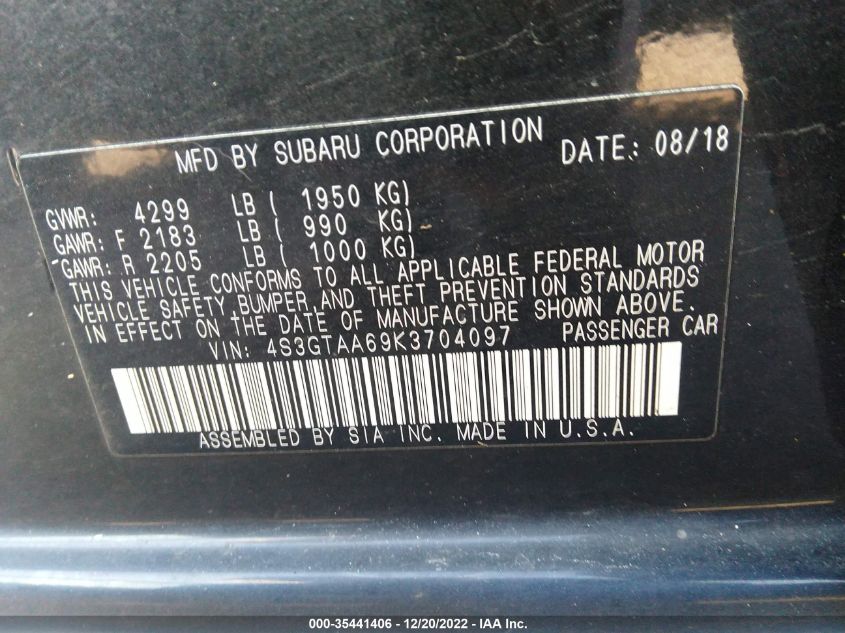 MFD BY SUBARU CORPORATION DATE: 08/18
GVWR: 4299 LB ( 1950 KG)
GAWR: F 2183 LB ( 990 KG)
GAWR: R 2205 LB ( 1000 KG)
THIS VEHICLE CONFORMS TO ALL APPLICABLE FEDERAL MOTOR
VEHICLE SAFETY, BUMPER, AND THEFT PREVENTION STANDARDS
IN EFFECT ON THE DATE OF MANUFACTURE SHOWN ABOVE.
VIN: 4S3GTAA69K3704097 PASSENGER CAR
ASSEMBLED BY SIA INC. MADE IN U.S.A.
000-35441406 - 12/20/2022 - IAA Inc.